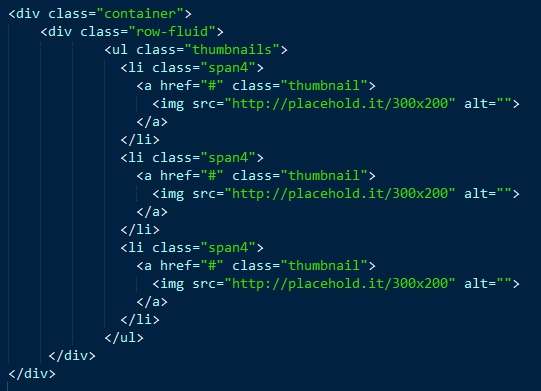 <div class="container">
    <div class="row-fluid">
            <ul class="thumbnails">
              <li class="span4">
                <a href="#" class="thumbnail">
                  <img src="http://placehold.it/300x200" alt="">
                </a>
              </li>
              <li class="span4">
                <a href="#" class="thumbnail">
                  <img src="http://placehold.it/300x200" alt="">
                </a>
              </li>
              <li class="span4">
                <a href="#" class="thumbnail">
                  <img src="http://placehold.it/300x200" alt="">
                </a>
              </li>
            </ul>
     </div>
</div>